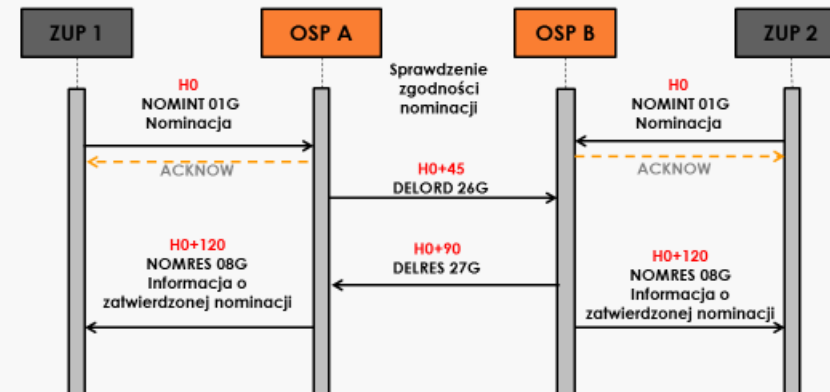 ZUP 1
OSP A
OSP B
ZUP 2
Sprawdzenie
zgodności
nominacji
H0
NOMINT 01G
Nominacja
H0
NOMINT 01G
Nominacja
ACKNOW
ACKNOW
H0+45
DELORD 26G
H0+90
DELRES 27G
H0+120
NOMRES 08G
Informacja o
zatwierdzonej nominacji
H0+120
NOMRES 08G
Informacja o
zatwierdzonej nominacji